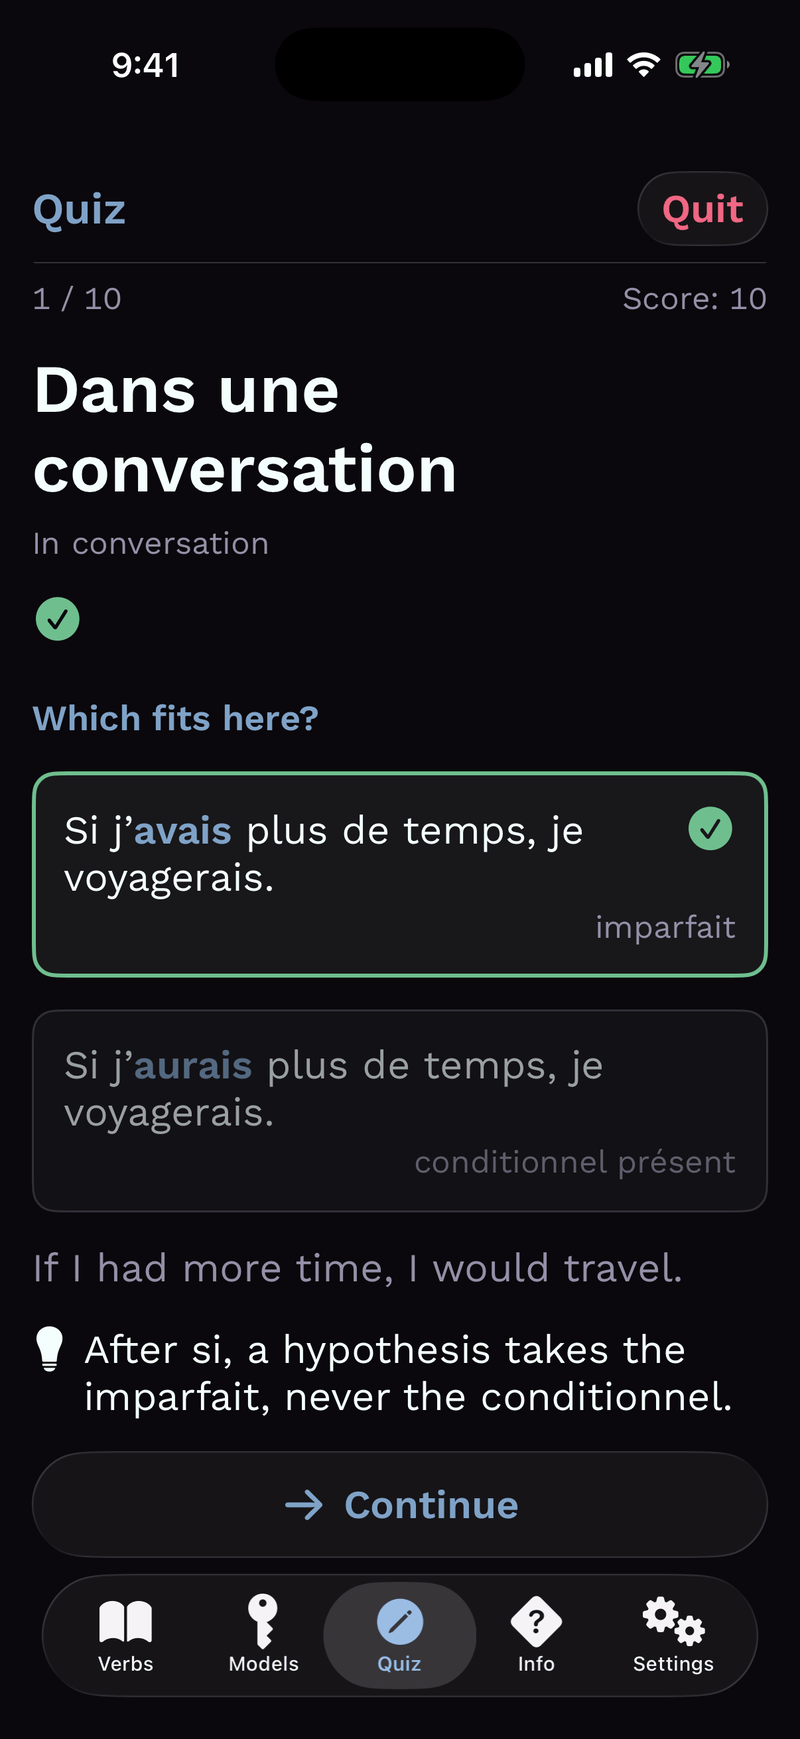 9:41
Quiz
Quit
1 / 10
Score: 10
Dans une
conversation
In conversation
Which fits here?
Si j’avais plus de temps, je
voyagerais.
imparfait
Si j’aurais plus de temps, je
voyagerais.
conditionnel présent
If I had more time, I would travel.
After si, a hypothesis takes the
imparfait, never the conditionnel.
Continue
Verbs
Models
Quiz
Info
Settings